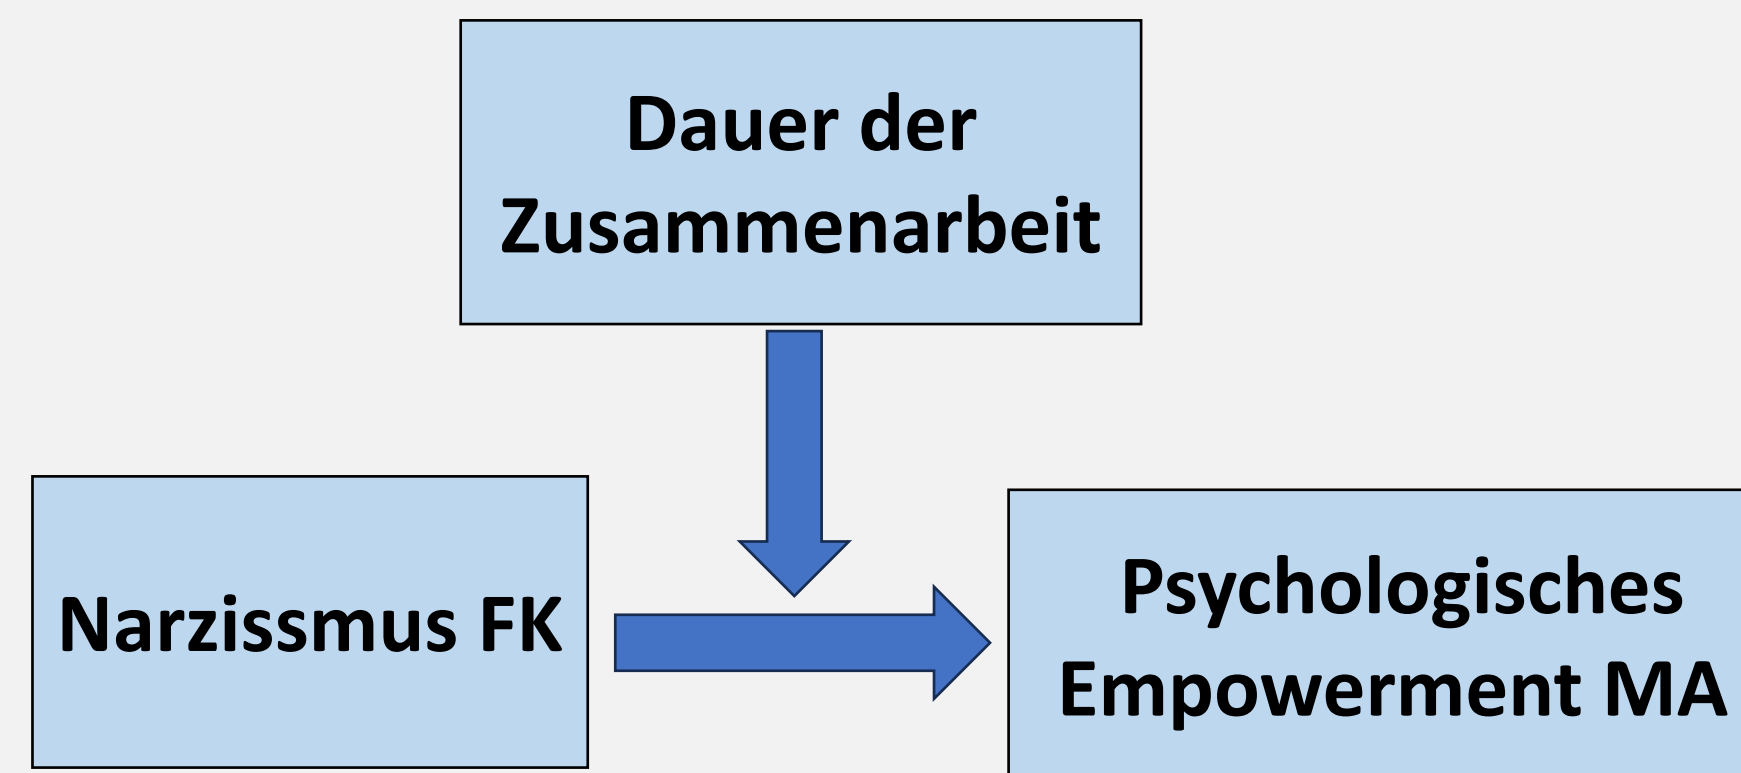 Dauer der
Zusammenarbeit
Narzissmus FK
Psychologisches
Empowerment MA